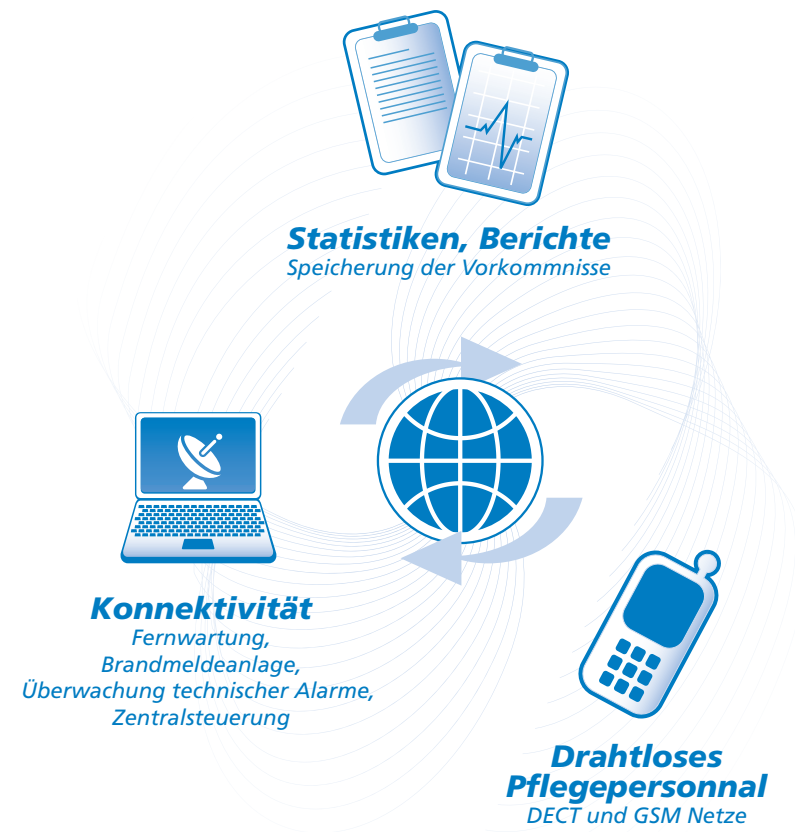 Statistiken, Berichte
Speicherung der Vorkommnisse
Konnektivität
Fernwartung,
Brandmeldeanlage,
Überwachung technischer Alarme,
Zentralsteuerung
Drahtloses
Pflegepersonnal
DECT und GSM Netze